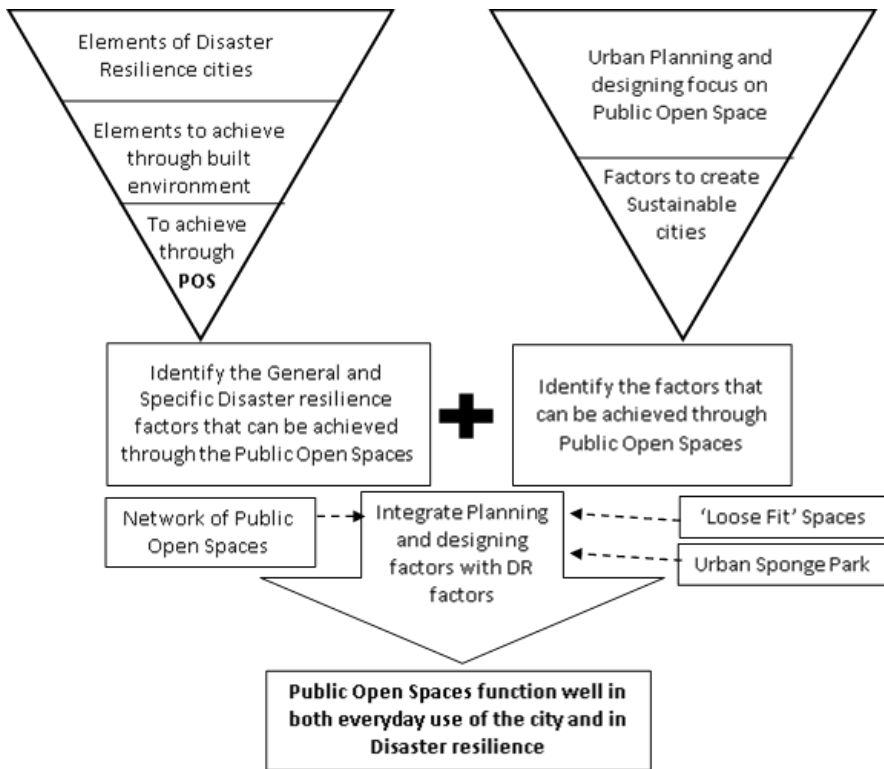 Elements of Disaster
Resilience cities
Elements to achieve
through built
environment
To achieve
through
POS
Urban Planning and
designing focus on
Public Open Space
Factors to create
Sustainable
cities
Identify the General and
Specific Disaster resilience
factors that can be achieved
through the Public Open Spaces
Identify the factors that
can be achieved through
Public Open Spaces
Network of Public
Open Spaces
Integrate Planning
and designing
factors with DR
factors
‘Loose Fit’ Spaces
Urban Sponge Park
Public Open Spaces function well in
both everyday use of the city and in
Disaster resilience